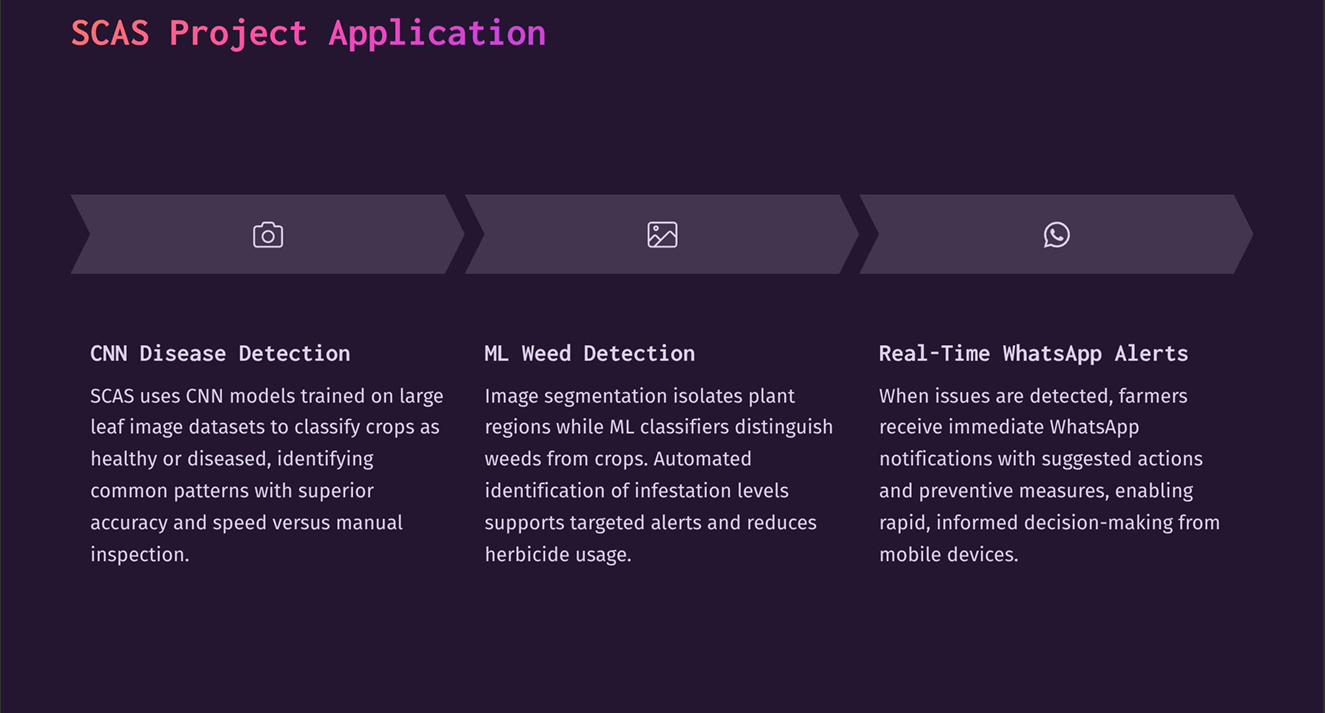 SCAS Project Application
CNN Disease Detection
SCAS uses CNN models trained on large
leaf image datasets to classify crops as
healthy or diseased, identifying
common patterns with superior
accuracy and speed versus manual
inspection.
ML Weed Detection
Image segmentation isolates plant
regions while ML classifiers distinguish
weeds from crops. Automated
identification of infestation levels
supports targeted alerts and reduces
herbicide usage.
Real-Time WhatsApp Alerts
When issues are detected, farmers
receive immediate WhatsApp
notifications with suggested actions
and preventive measures, enabling
rapid, informed decision-making from
mobile devices.